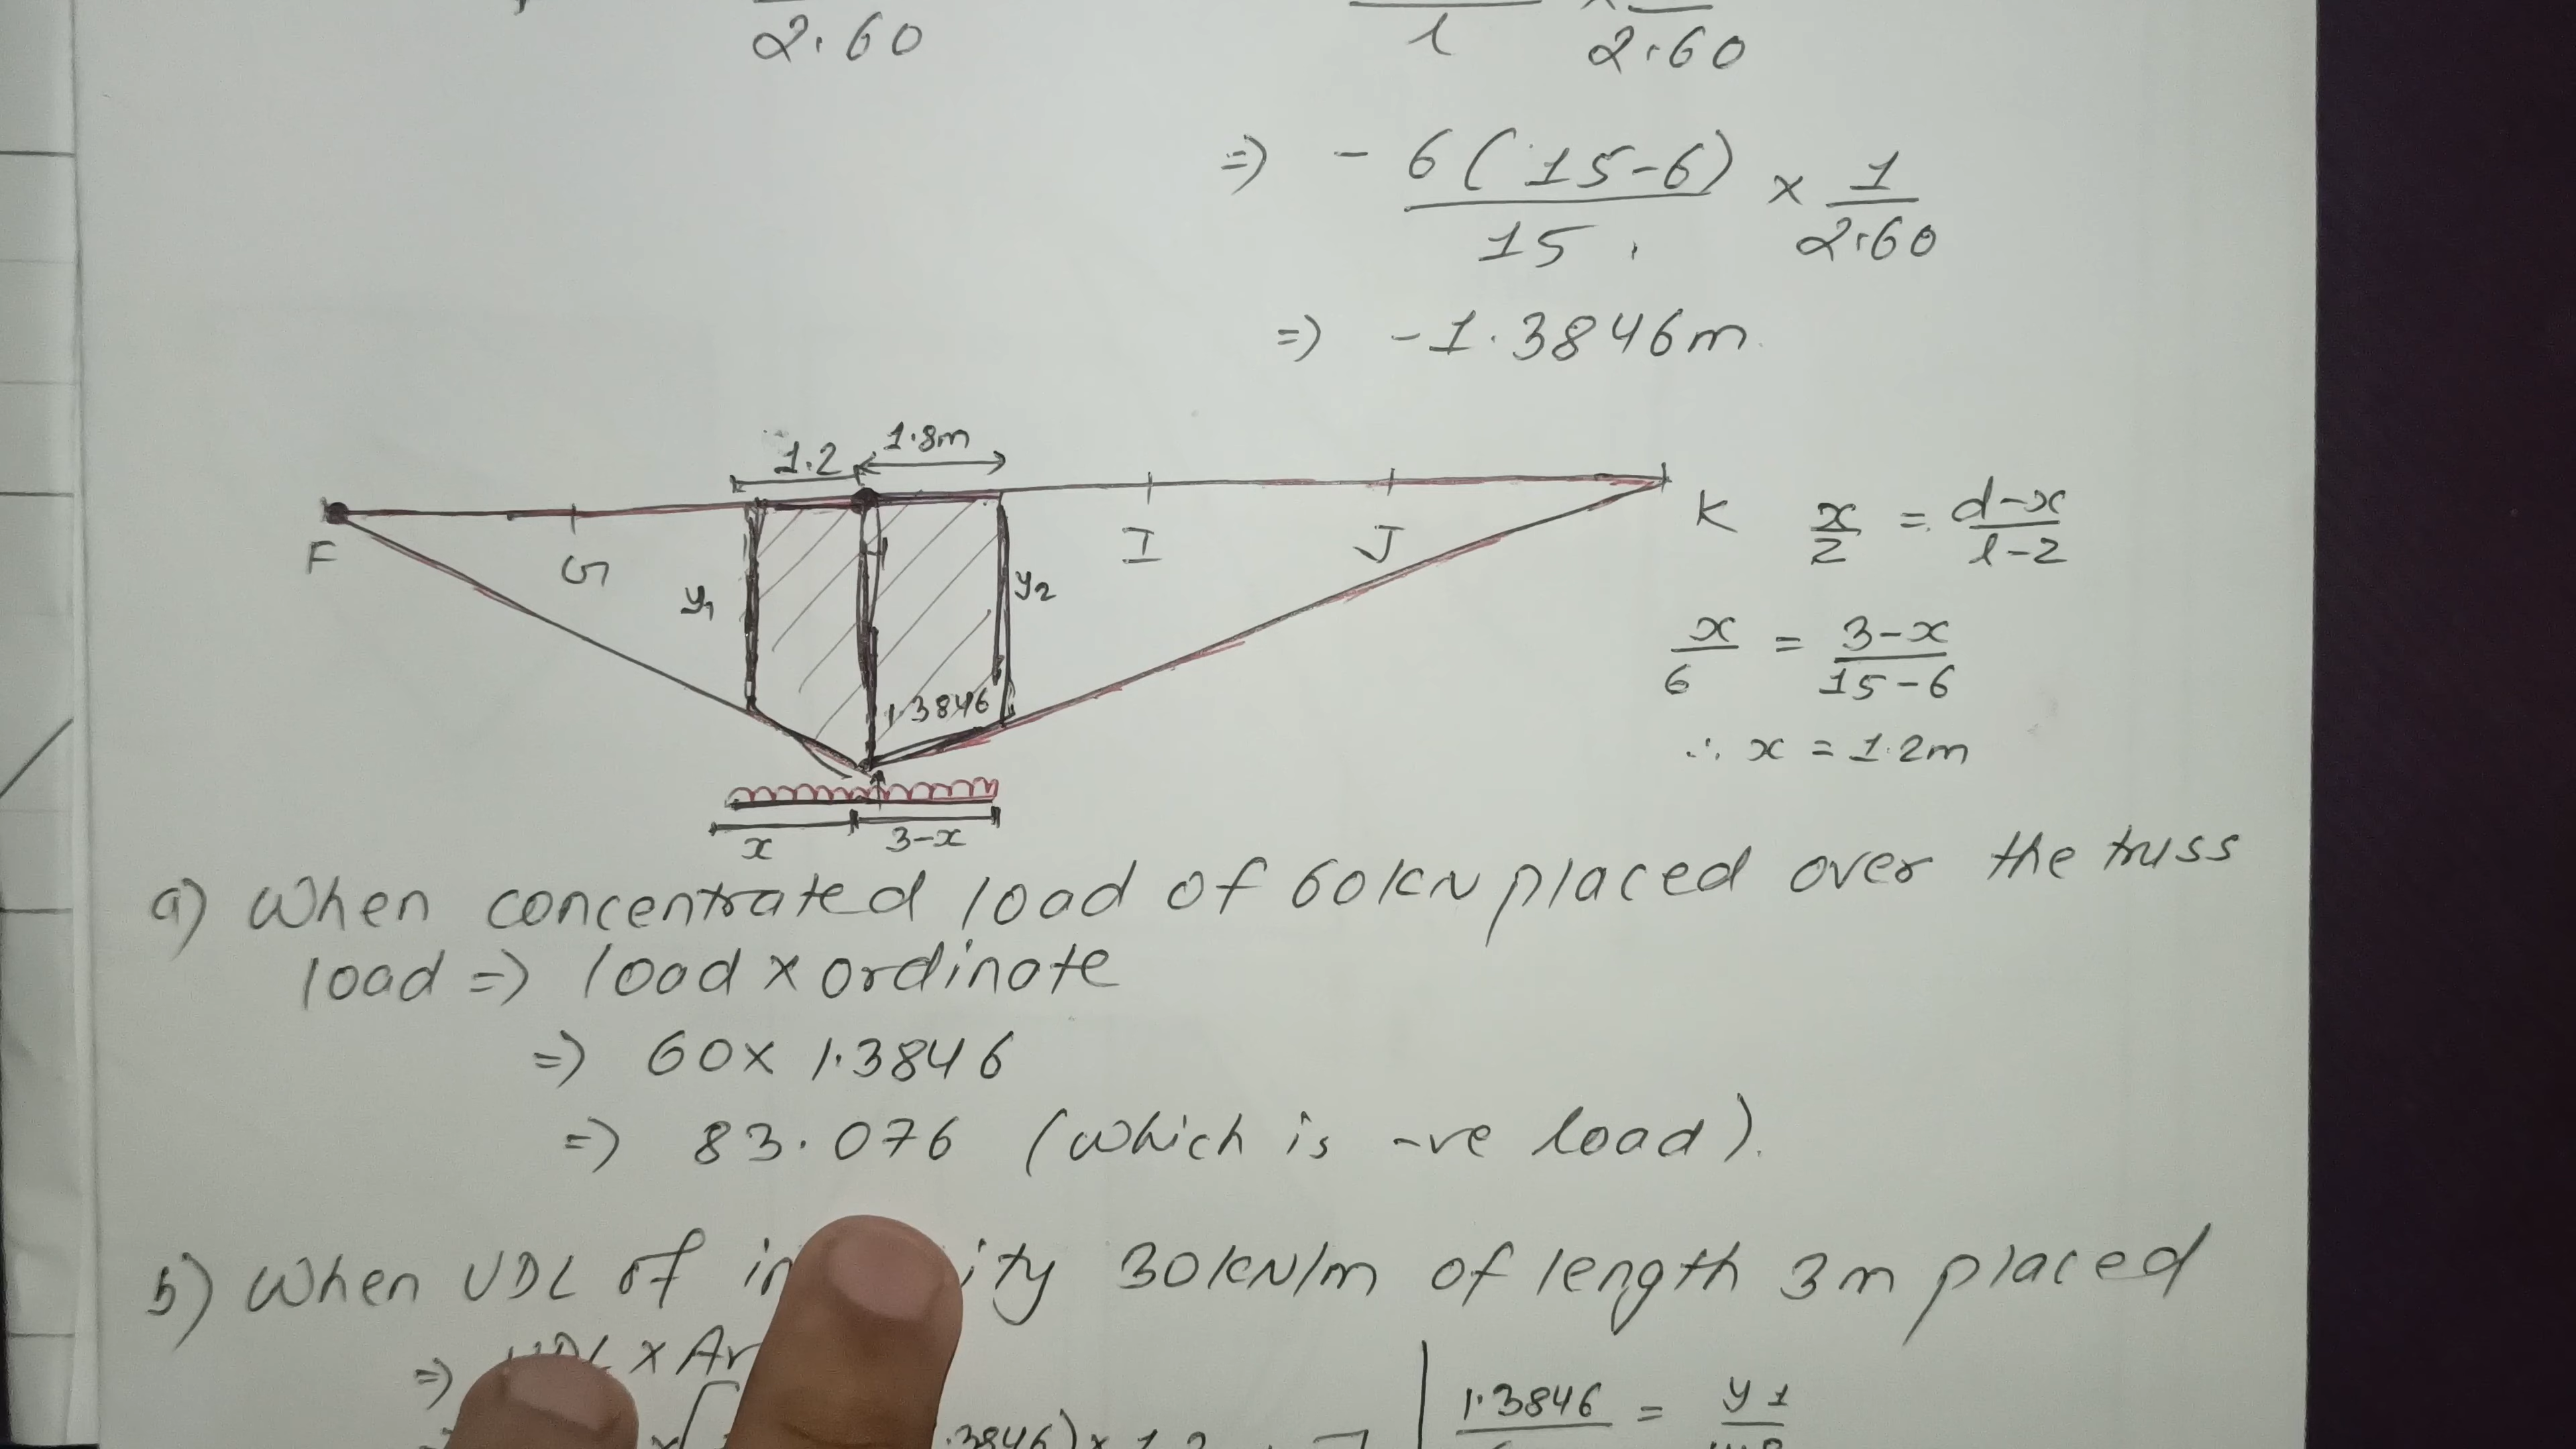 2.60
l 2.60
=> - 6(15-6)/15 × 1/2.60
=> -1.3846m
1.2 1.8m
F G I J K
y1 y2
1.3846
x 3-x
x/z = d-x/l-z
x/6 = 3-x/15-6
∴ x = 1.2m
a) When concentrated load of 60kN placed over the truss
load => load × ordinate
=> 60 × 1.3846
=> 83.076 (which is -ve load).
b) When UDL of 30kN/m of length 3m placed
=> UDL ×
.3846) × 1.2
1.3846 = y1